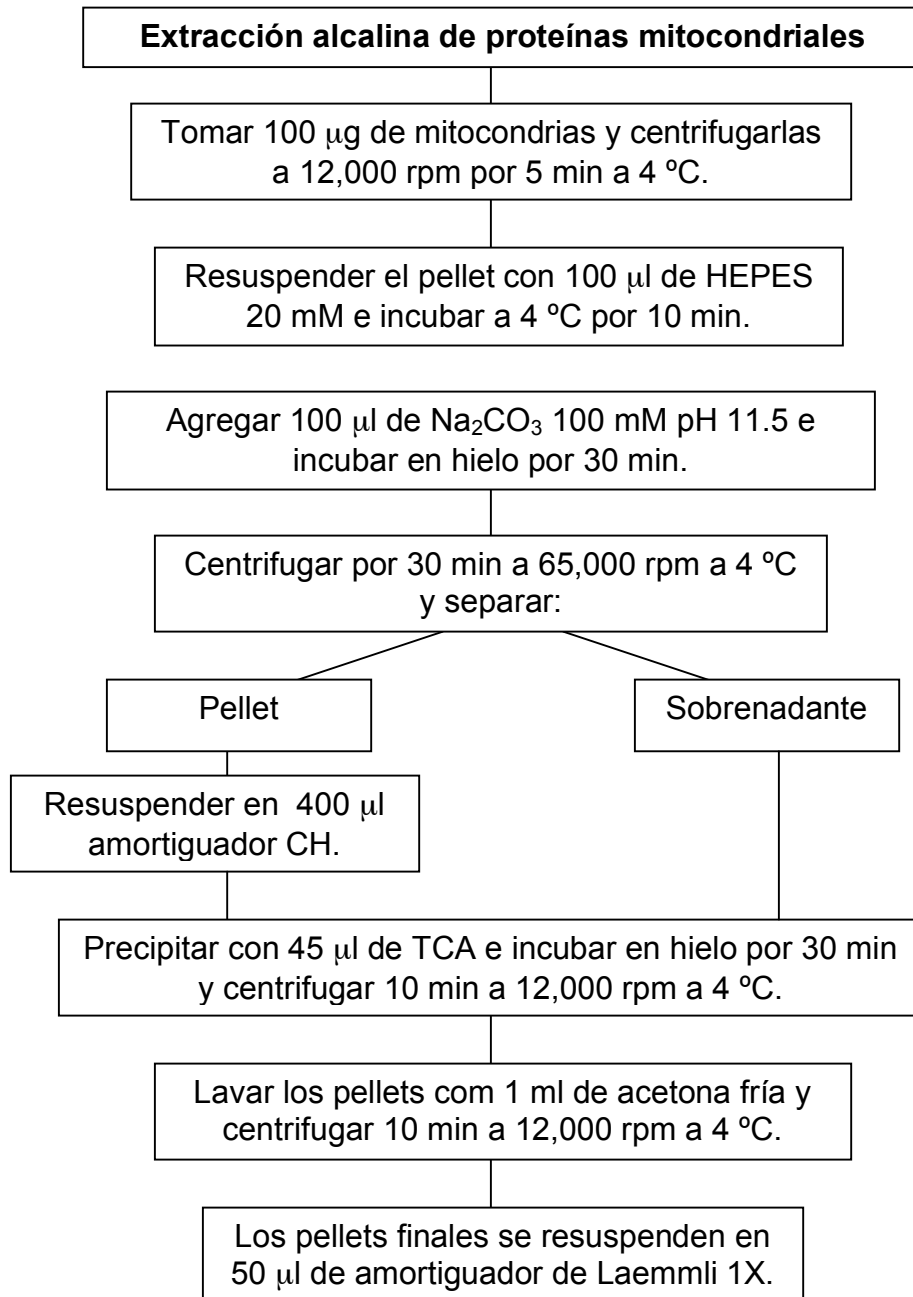 Extracción alcalina de proteínas mitocondriales
Tomar 100 μg de mitocondrias y centrifugarlas
a 12,000 rpm por 5 min a 4 ºC.
Resuspender el pellet con 100 μl de HEPES
20 mM e incubar a 4 ºC por 10 min.
Agregar 100 μl de Na₂CO₃ 100 mM pH 11.5 e
incubar en hielo por 30 min.
Centrifugar por 30 min a 65,000 rpm a 4 ºC
y separar:
Pellet
Sobrenadante
Resuspender en 400 μl
amortiguador CH.
Precipitar con 45 μl de TCA e incubar en hielo por 30 min
y centrifugar 10 min a 12,000 rpm a 4 ºC.
Lavar los pellets com 1 ml de acetona fría y
centrifugar 10 min a 12,000 rpm a 4 ºC.
Los pellets finales se resuspenden en
50 μl de amortiguador de Laemmli 1X.